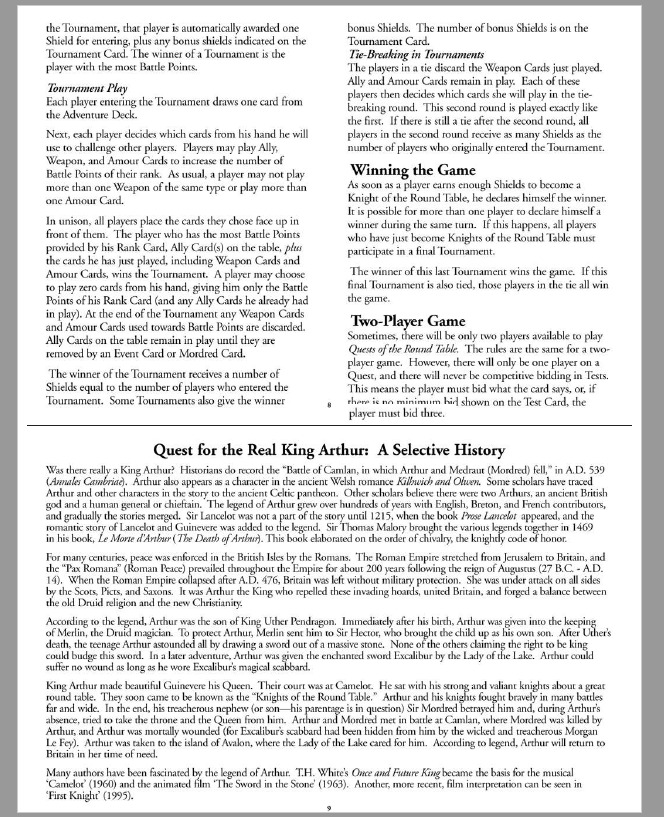 the Tournament, that player is automatically awarded one
Shield for entering, plus any bonus shields indicated on the
Tournament Card. The winner of a Tournament is the
player with the most Battle Points.
Tournament Play
Each player entering the Tournament draws one card from
the Adventure Deck.
Next, each player decides which cards from his hand he will
use to challenge other players. Players may play Ally,
Weapon, and Amour Cards to increase the number of
Battle Points of their rank. As usual, a player may not play
more than one Weapon of the same type or play more than
one Amour Card.
In unison, all players place the cards they chose face up in
front of them. The player who has the most Battle Points
provided by his Rank Card, Ally Card(s) on the table, plus
the cards he has just played, including Weapon Cards and
Amour Cards, wins the Tournament. A player may choose
to play zero cards from his hand, giving him only the Battle
Points of his Rank Card (and any Ally Cards he already had
in play). At the end of the Tournament any Weapon Cards
and Amour Cards used towards Battle Points are discarded.
Ally Cards on the table remain in play until they are
removed by an Event Card or Mordred Card.
The winner of the Tournament receives a number of
Shields equal to the number of players who entered the
Tournament. Some Tournaments also give the winner
bonus Shields. The number of bonus Shields is on the
Tournament Card.
Tie-Breaking in Tournaments
The players in a tie discard the Weapon Cards just played.
Ally and Amour Cards remain in play. Each of these
players then decides which cards she will play in the tie-
breaking round. This second round is played exactly like
the first. If there is still a tie after the second round, all
players in the second round receive as many Shields as the
number of players who originally entered the Tournament.
Winning the Game
As soon as a player earns enough Shields to become a
Knight of the Round Table, he declares himself the winner.
It is possible for more than one player to declare himself a
winner during the same turn. If this happens, all players
who have just become Knights of the Round Table must
participate in a final Tournament.
The winner of this last Tournament wins the game. If this
final Tournament is also tied, those players in the tie all win
the game.
Two-Player Game
Sometimes, there will be only two players available to play
Quests of the Round Table. The rules are the same for a two-
player game. However, there will only be one player on a
Quest, and there will never be competitive bidding in Tests.
This means the player must bid what the card says, or, if
there is no minimum bid shown on the Test Card, the
player must bid three.
8
Quest for the Real King Arthur: A Selective History
Was there really a King Arthur? Historians do record the “Battle of Camlan, in which Arthur and Medraut (Mordred) fell,” in A.D. 539
(Annales Cambriae). Arthur also appears as a character in the ancient Welsh romance Kilhwich and Olwen. Some scholars have traced
Arthur and other characters in the story to the ancient Celtic pantheon. Other scholars believe there were two Arthurs, an ancient British
god and a human general or chieftain. The legend of Arthur grew over hundreds of years with English, Breton, and French contributors,
and gradually the stories merged. Sir Lancelot was not a part of the story until 1215, when the book Prose Lancelot appeared, and the
romantic story of Lancelot and Guinevere was added to the legend. Sir Thomas Malory brought the various legends together in 1469
in his book, Le Morte d'Arthur (The Death of Arthur). This book elaborated on the order of chivalry, the knightly code of honor.
For many centuries, peace was enforced in the British Isles by the Romans. The Roman Empire stretched from Jerusalem to Britain, and
the “Pax Romana” (Roman Peace) prevailed throughout the Empire for about 200 years following the reign of Augustus (27 B.C. - A.D.
14). When the Roman Empire collapsed after A.D. 476, Britain was left without military protection. She was under attack on all sides
by the Scots, Picts, and Saxons. It was Arthur the King who repelled these invading hoards, united Britain, and forged a balance between
the old Druid religion and the new Christianity.
According to the legend, Arthur was the son of King Uther Pendragon. Immediately after his birth, Arthur was given into the keeping
of Merlin, the Druid magician. To protect Arthur, Merlin sent him to Sir Hector, who brought the child up as his own son. After Uther's
death, the teenage Arthur astounded all by drawing a sword out of a massive stone. None of the others claiming the right to be king
could budge this sword. In a later adventure, Arthur was given the enchanted sword Excalibur by the Lady of the Lake. Arthur could
suffer no wound as long as he wore Excalibur's magical scabbard.
King Arthur made beautiful Guinevere his Queen. Their court was at Camelot. He sat with his strong and valiant knights about a great
round table. They soon came to be known as the “Knights of the Round Table.” Arthur and his knights fought bravely in many battles
far and wide. In the end, his treacherous nephew (or son—his parentage is in question) Sir Mordred betrayed him and, during Arthur's
absence, tried to take the throne and the Queen from him. Arthur and Mordred met in battle at Camlan, where Mordred was killed by
Arthur, and Arthur was mortally wounded (for Excalibur's scabbard had been hidden from him by the wicked and treacherous Morgan
Le Fey). Arthur was taken to the island of Avalon, where the Lady of the Lake cared for him. According to legend, Arthur will return to
Britain in her time of need.
Many authors have been fascinated by the legend of Arthur. T.H. White's Once and Future King became the basis for the musical
‘Camelot’ (1960) and the animated film ‘The Sword in the Stone’ (1963). Another, more recent, film interpretation can be seen in
‘First Knight’ (1995).
9